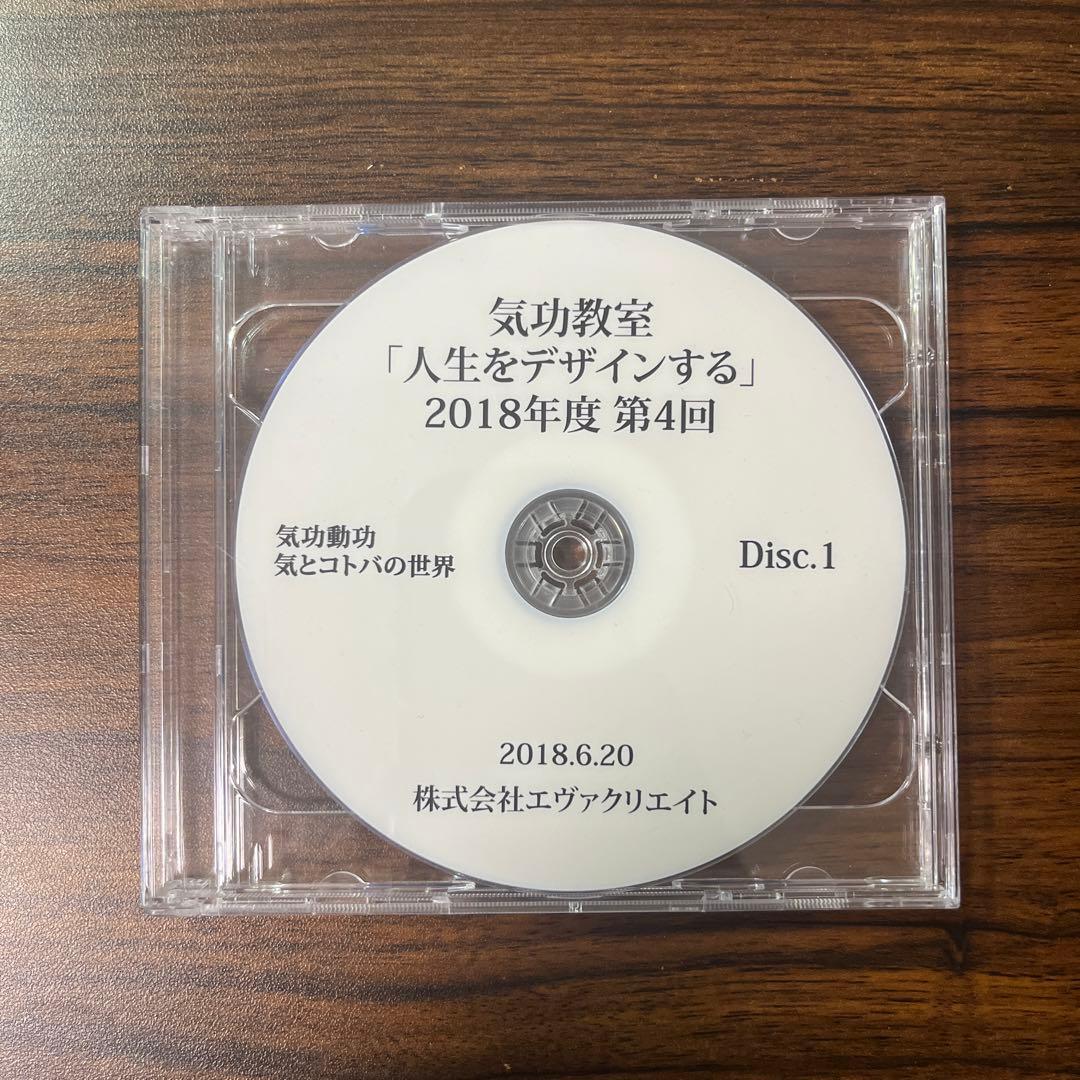 気功教室
「人生をデザインする」
2018年度 第4回
気功動功
気とコトバの世界
Disc.1
2018.6.20
株式会社エヴァクリエイト